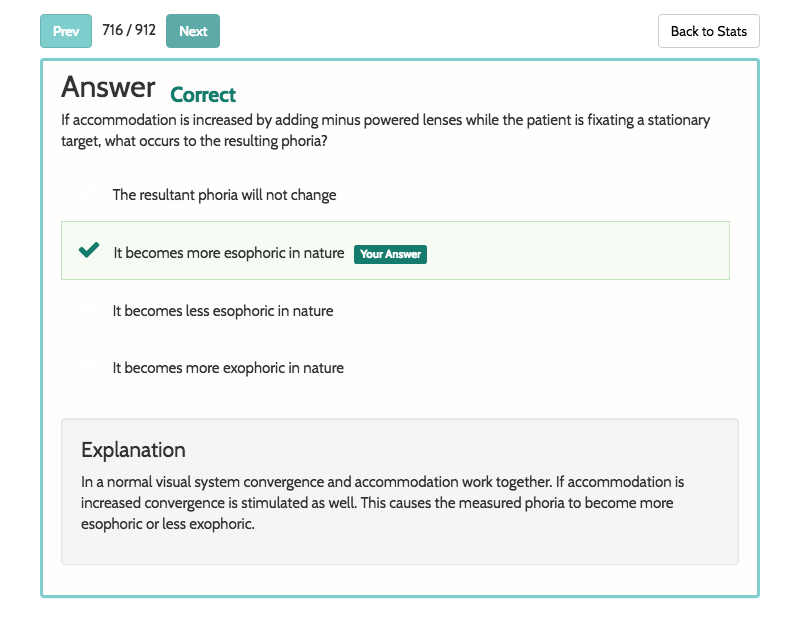 Prev 716 / 912 Next Back to Stats
Answer Correct
If accommodation is increased by adding minus powered lenses while the patient is fixating a stationary
target, what occurs to the resulting phoria?
The resultant phoria will not change
It becomes more esophoric in nature Your Answer
It becomes less esophoric in nature
It becomes more exophoric in nature
Explanation
In a normal visual system convergence and accommodation work together. If accommodation is
increased convergence is stimulated as well. This causes the measured phoria to become more
esophoric or less exophoric.